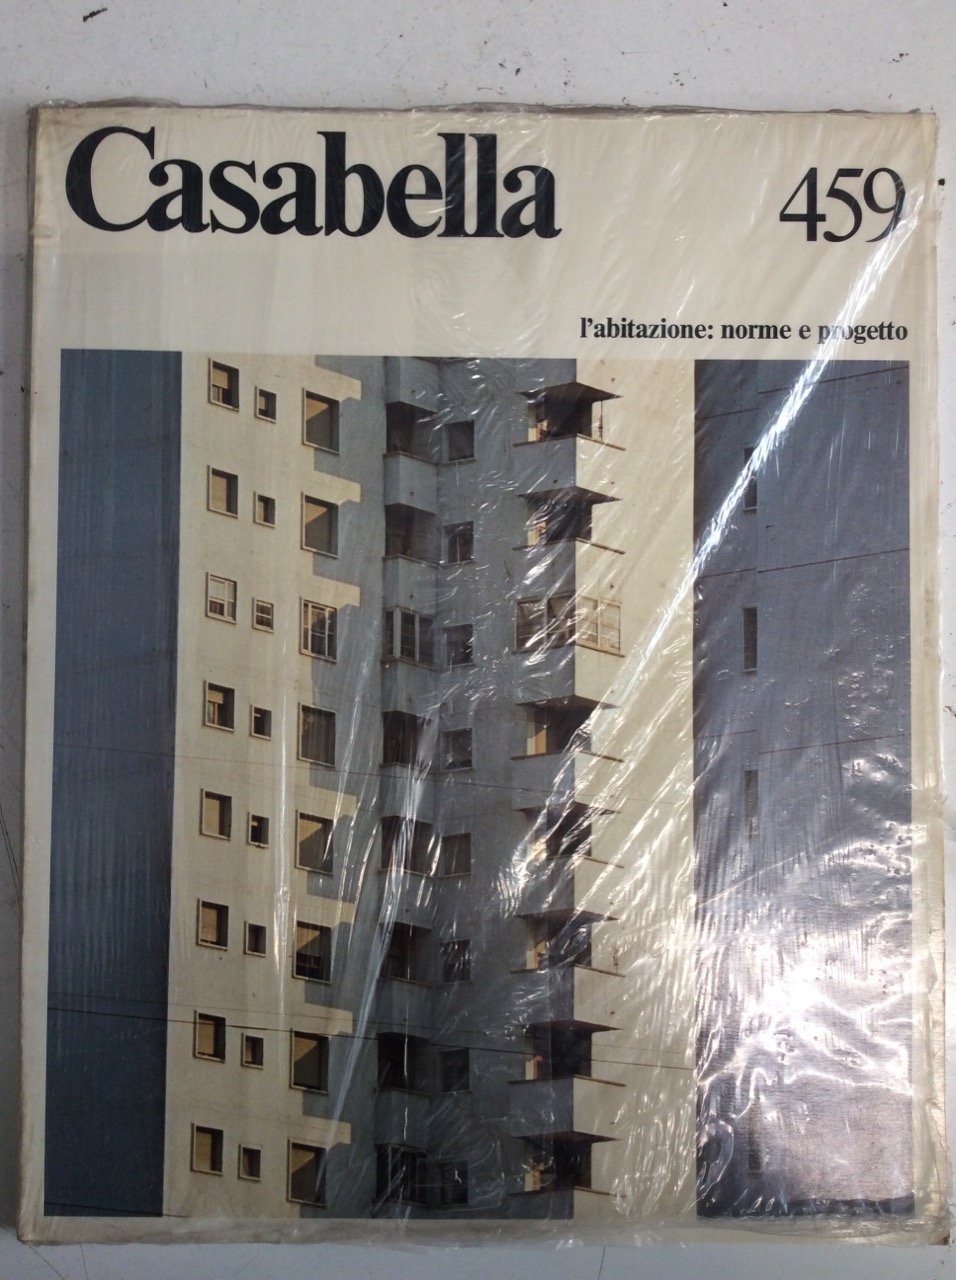 Casabella 459
l'abitazione: norme e progetto